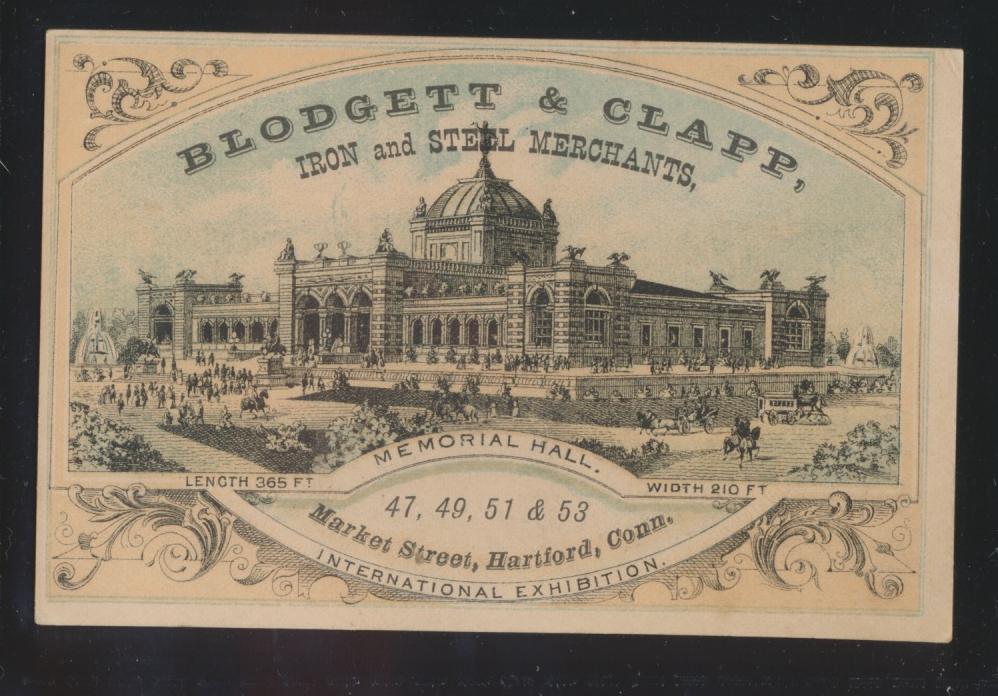 BLODGETT & CLAPP,
IRON and STEEL MERCHANTS,
MEMORIAL HALL.
LENGTH 365 FT
WIDTH 210 FT
47, 49, 51 & 53
Market Street, Hartford, Conn.
INTERNATIONAL EXHIBITION.